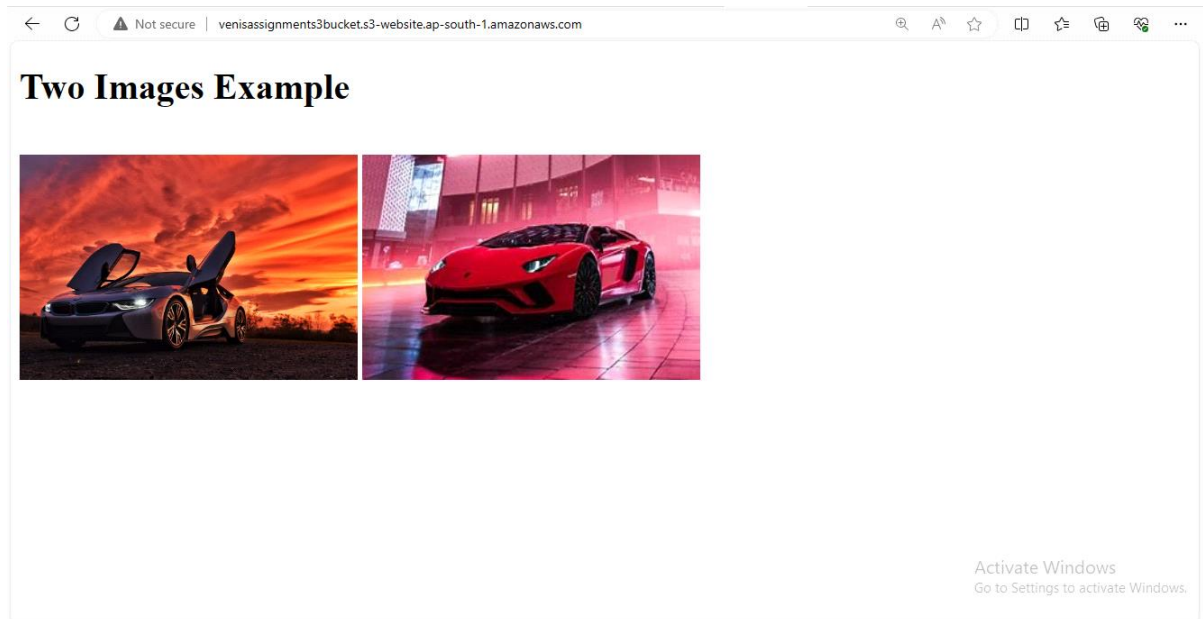 Not secure venisassignments3bucket.s3-website.ap-south-1.amazonaws.com
Two Images Example
Activate Windows
Go to Settings to activate Windows.